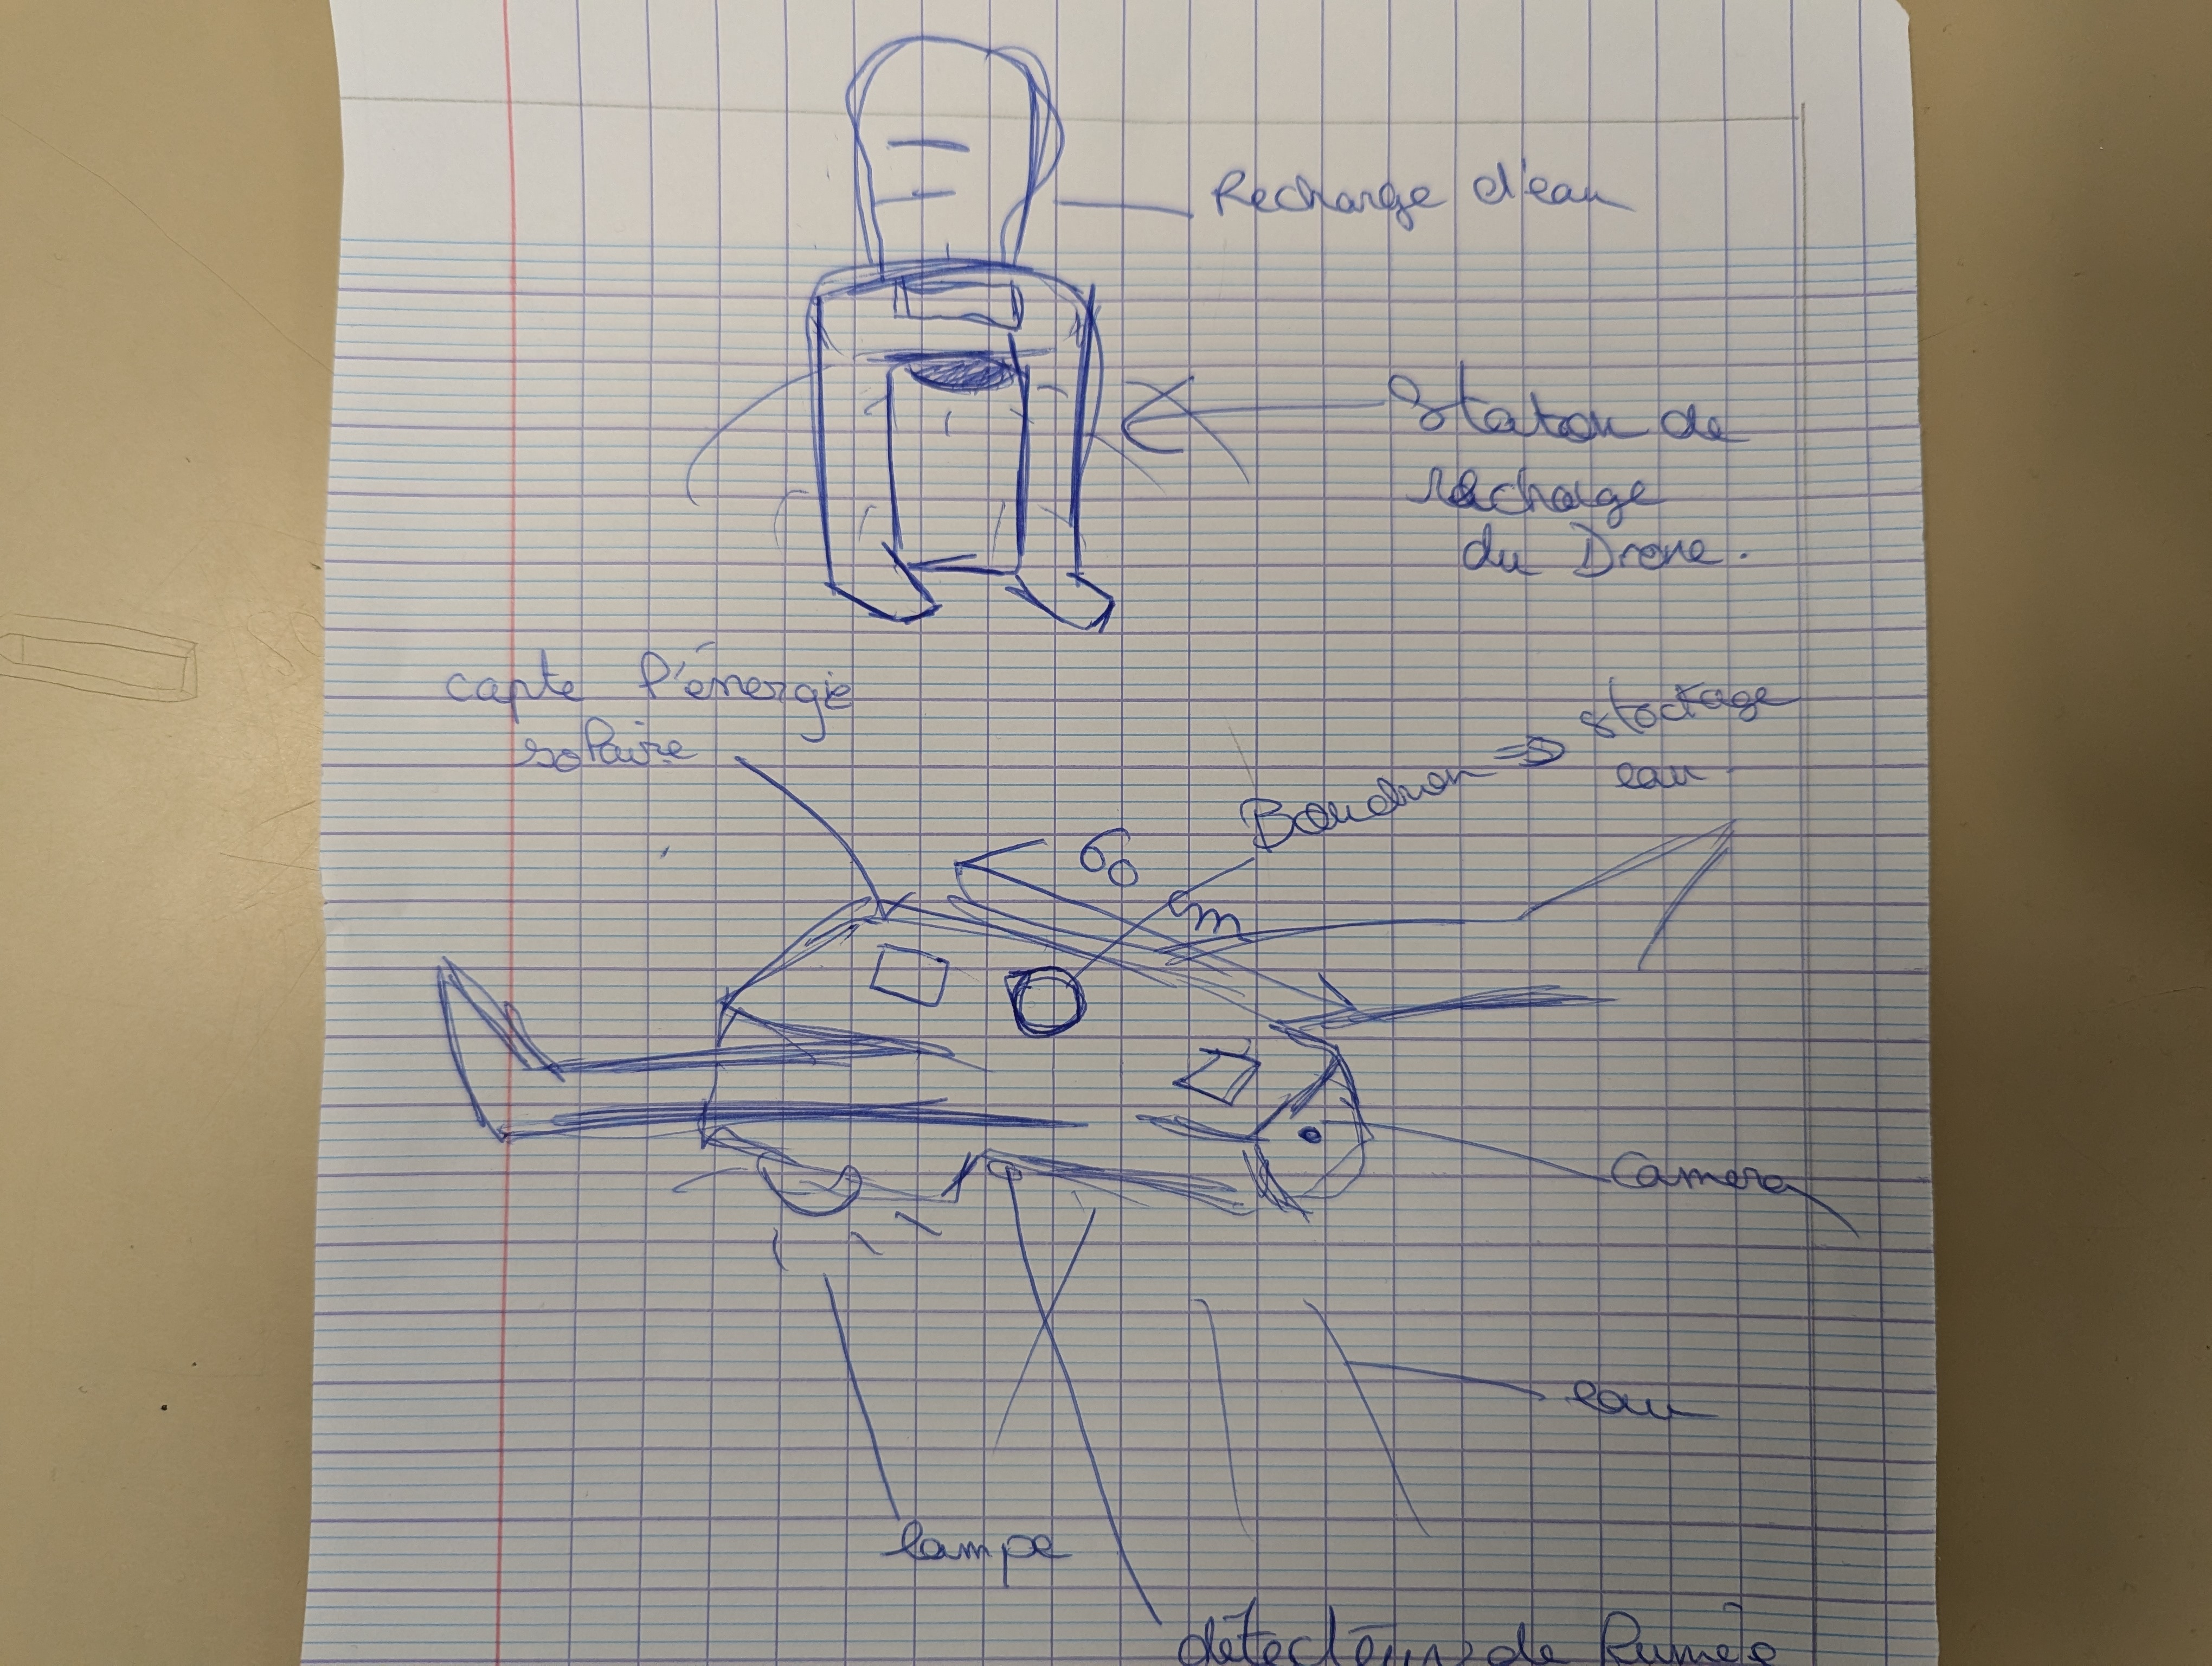 Recharge d'eau
Station de
recharge
du Drone.
capte l'énergie
solaire
Bouchon ⇒ stockage
eau.
60
cm
Camera
eau
lampe
détecteur de